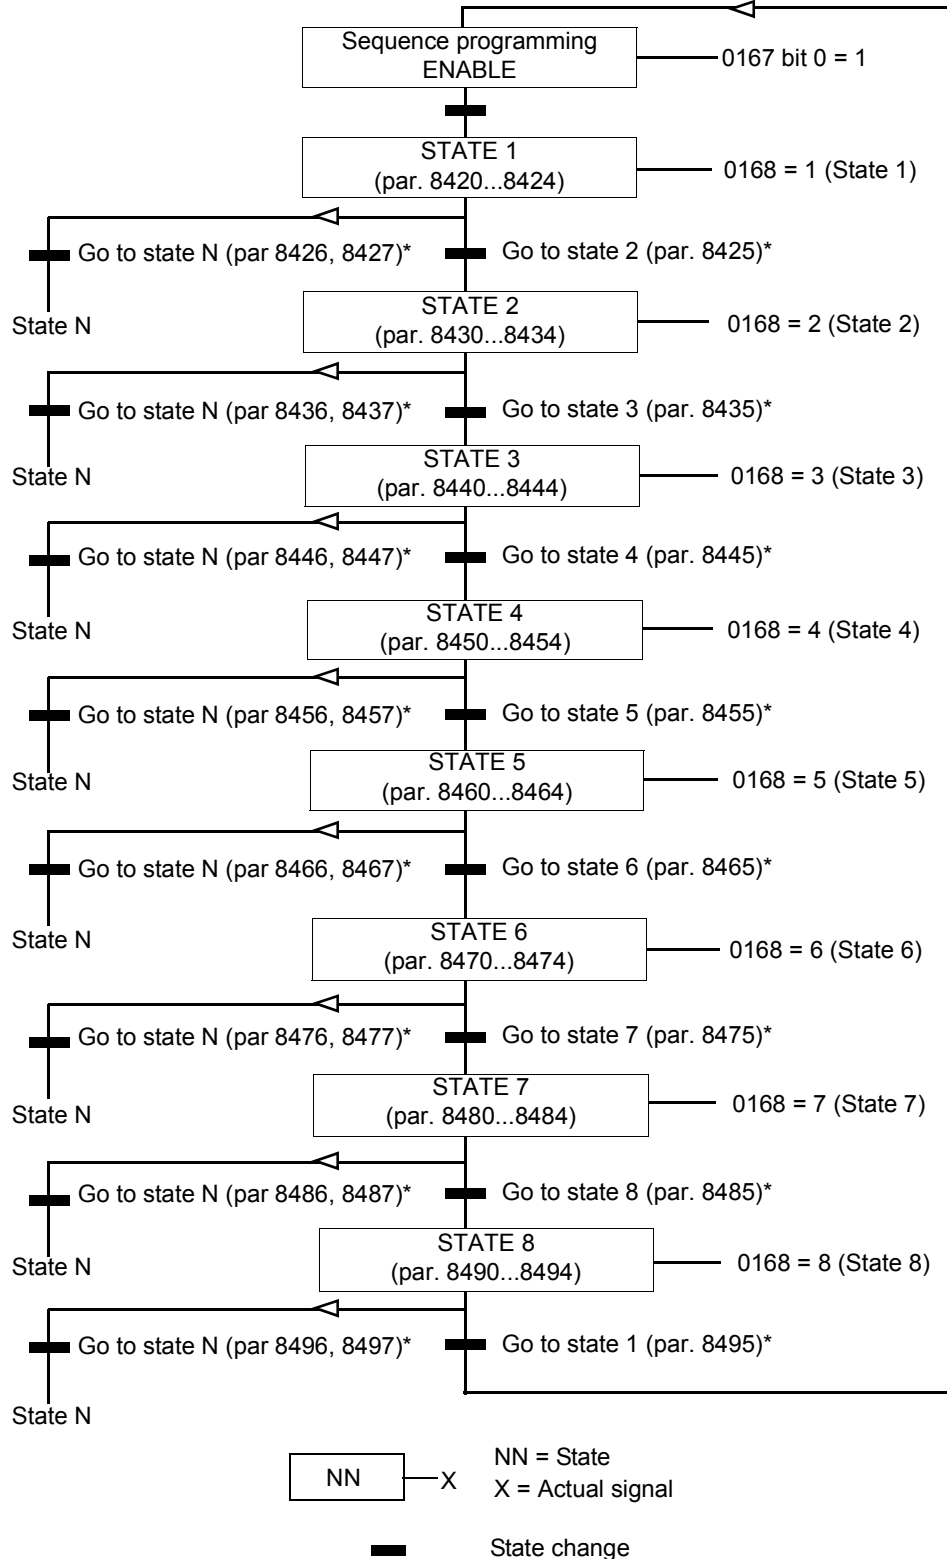 Sequence programming
ENABLE
0167 bit 0 = 1
STATE 1
(par. 8420...8424)
0168 = 1 (State 1)
Go to state N (par 8426, 8427)*
Go to state 2 (par. 8425)*
State N
STATE 2
(par. 8430...8434)
0168 = 2 (State 2)
Go to state N (par 8436, 8437)*
Go to state 3 (par. 8435)*
State N
STATE 3
(par. 8440...8444)
0168 = 3 (State 3)
Go to state N (par 8446, 8447)*
Go to state 4 (par. 8445)*
State N
STATE 4
(par. 8450...8454)
0168 = 4 (State 4)
Go to state N (par 8456, 8457)*
Go to state 5 (par. 8455)*
State N
STATE 5
(par. 8460...8464)
0168 = 5 (State 5)
Go to state N (par 8466, 8467)*
Go to state 6 (par. 8465)*
State N
STATE 6
(par. 8470...8474)
0168 = 6 (State 6)
Go to state N (par 8476, 8477)*
Go to state 7 (par. 8475)*
State N
STATE 7
(par. 8480...8484)
0168 = 7 (State 7)
Go to state N (par 8486, 8487)*
Go to state 8 (par. 8485)*
State N
STATE 8
(par. 8490...8494)
0168 = 8 (State 8)
Go to state N (par 8496, 8497)*
Go to state 1 (par. 8495)*
State N
NN
X
NN = State
X = Actual signal
State change